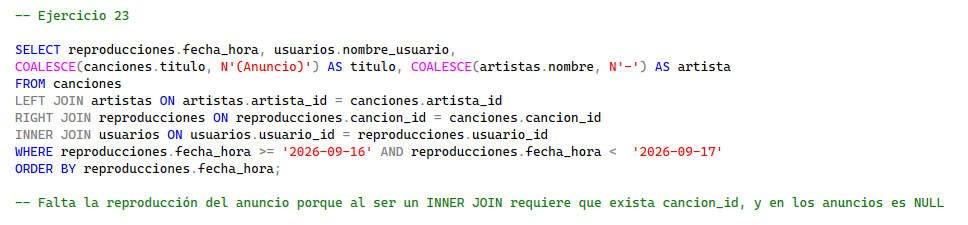 -- Ejercicio 23
SELECT reproducciones.fecha_hora, usuarios.nombre_usuario,
COALESCE(canciones.titulo, N'(Anuncio)') AS titulo, COALESCE(artistas.nombre, N'-') AS artista
FROM canciones
LEFT JOIN artistas ON artistas.artista_id = canciones.artista_id
RIGHT JOIN reproducciones ON reproducciones.cancion_id = canciones.cancion_id
INNER JOIN usuarios ON usuarios.usuario_id = reproducciones.usuario_id
WHERE reproducciones.fecha_hora >= '2026-09-16' AND reproducciones.fecha_hora <  '2026-09-17'
ORDER BY reproducciones.fecha_hora;
-- Falta la reproducción del anuncio porque al ser un INNER JOIN requiere que exista cancion_id, y en los anuncios es NULL